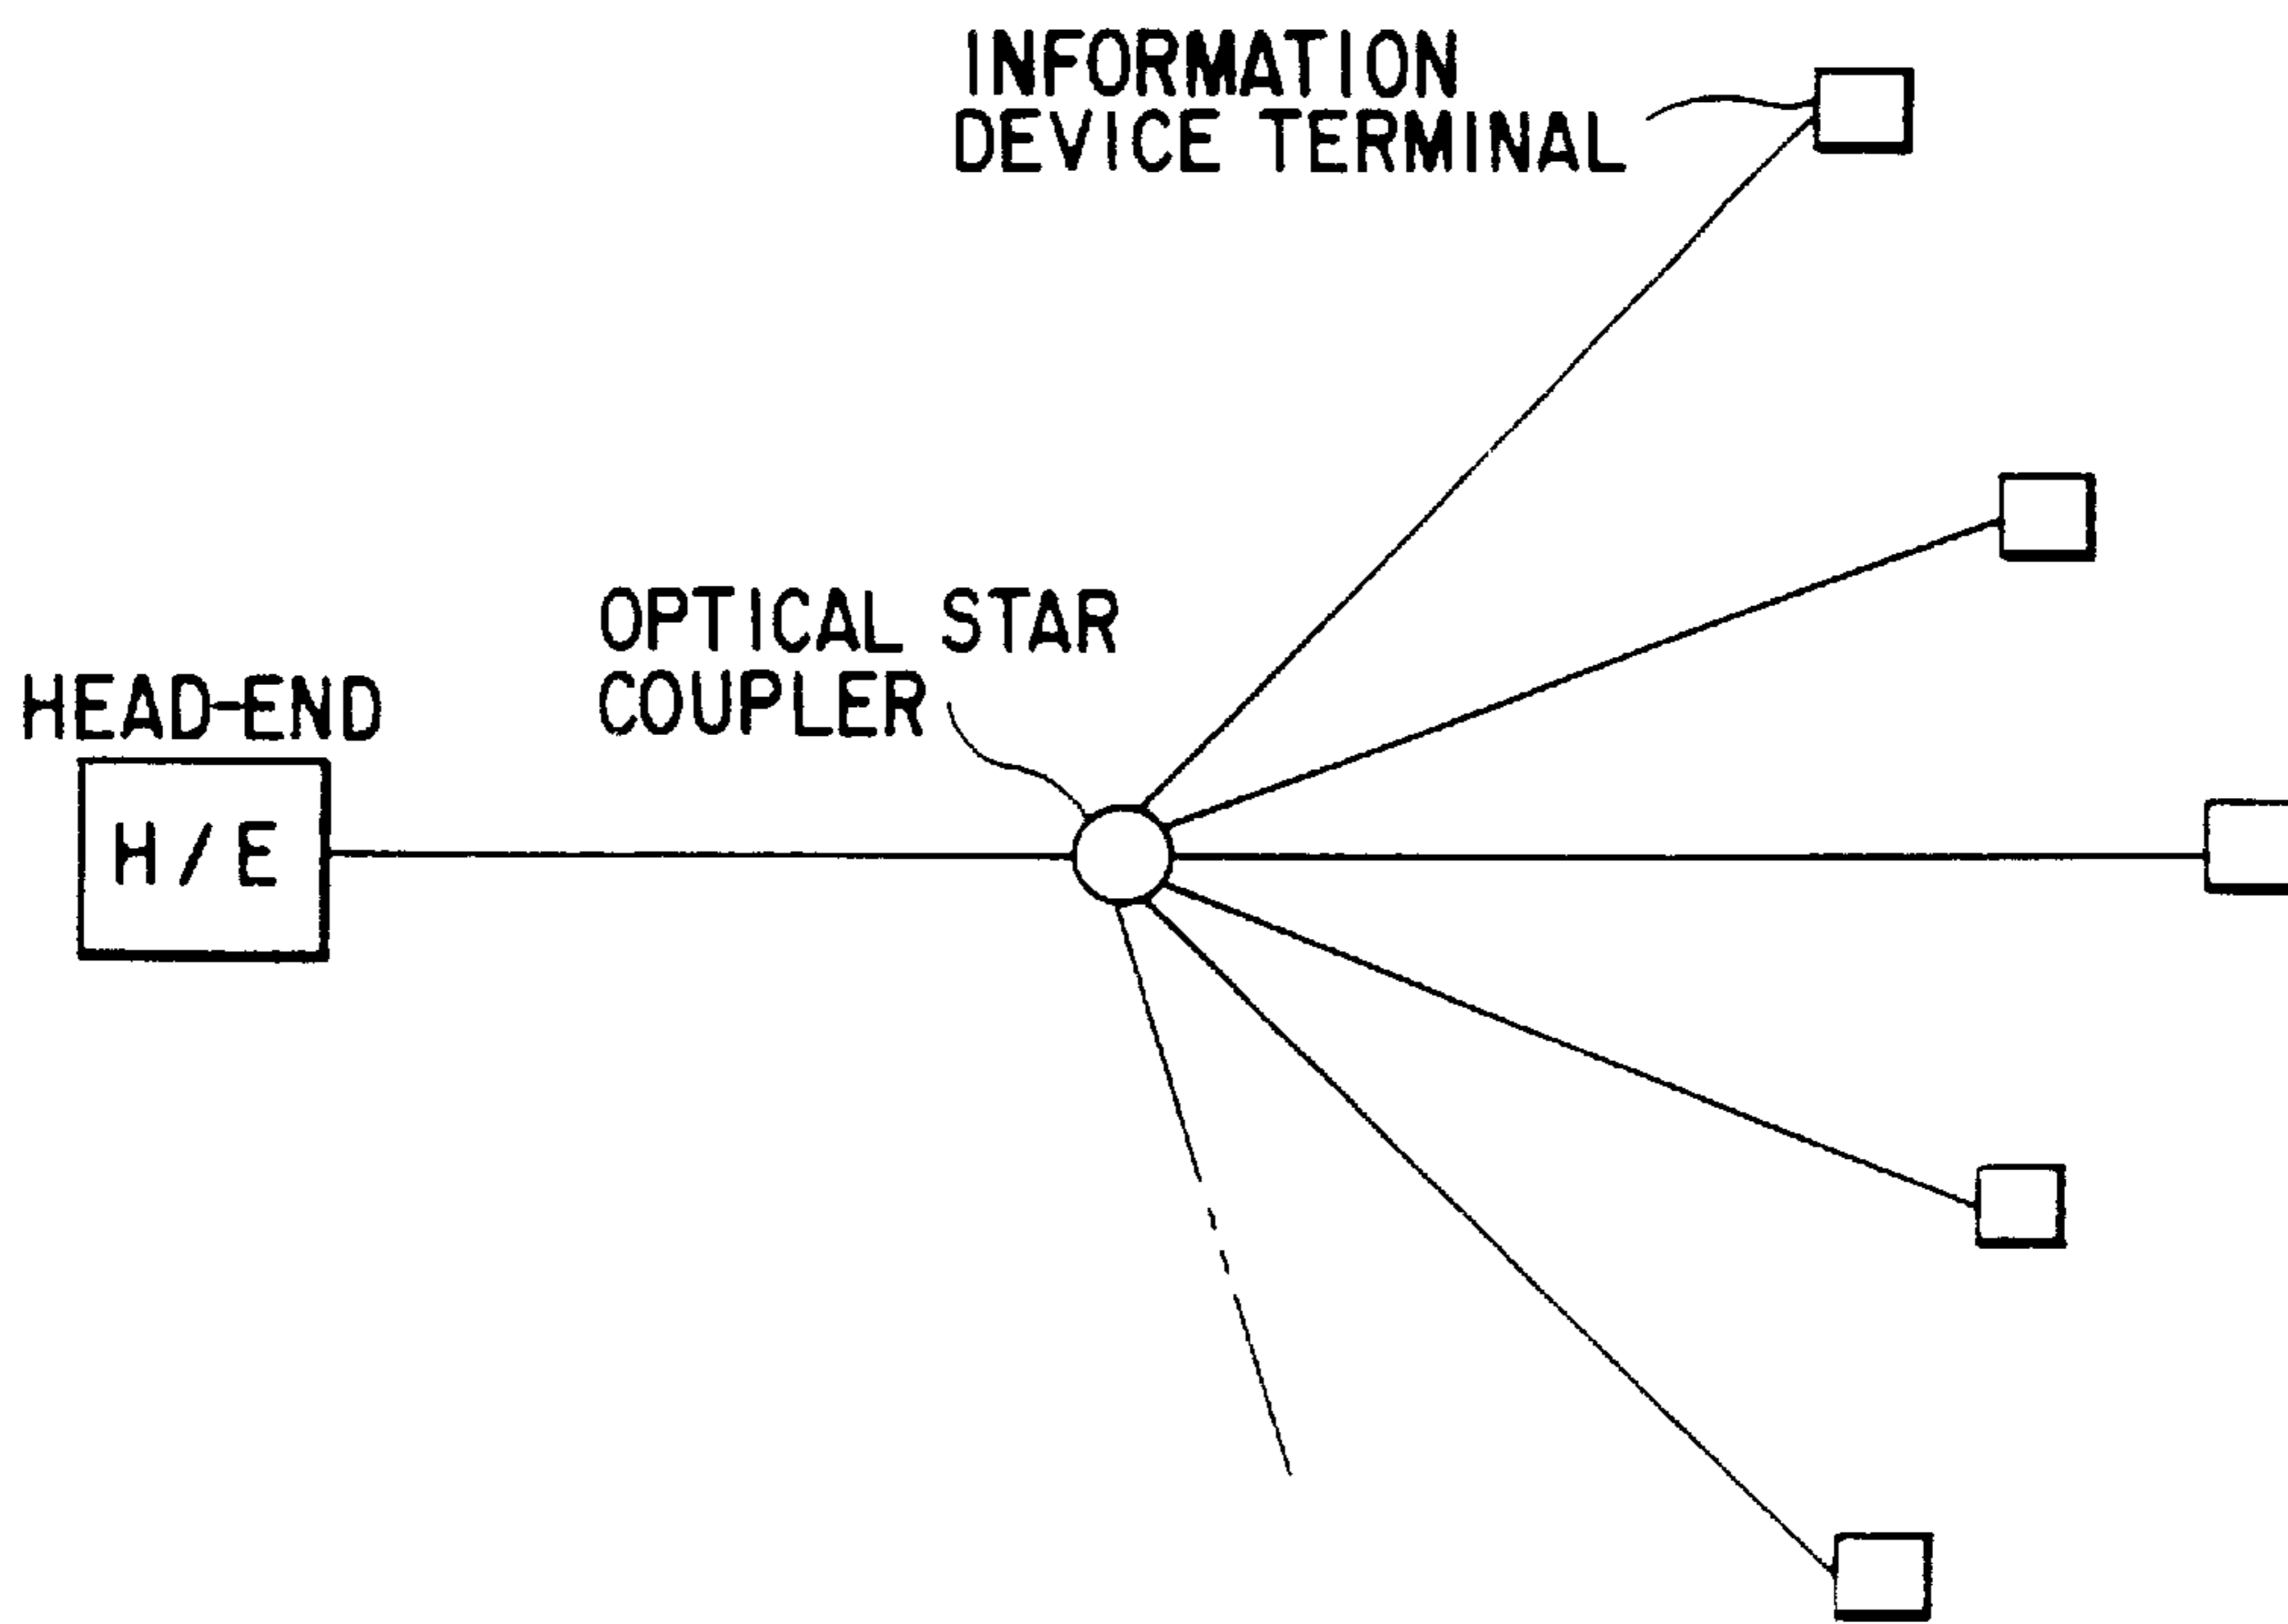 INFORMATION
DEVICE TERMINAL
OPTICAL STAR
COUPLER
HEAD-END
H/E